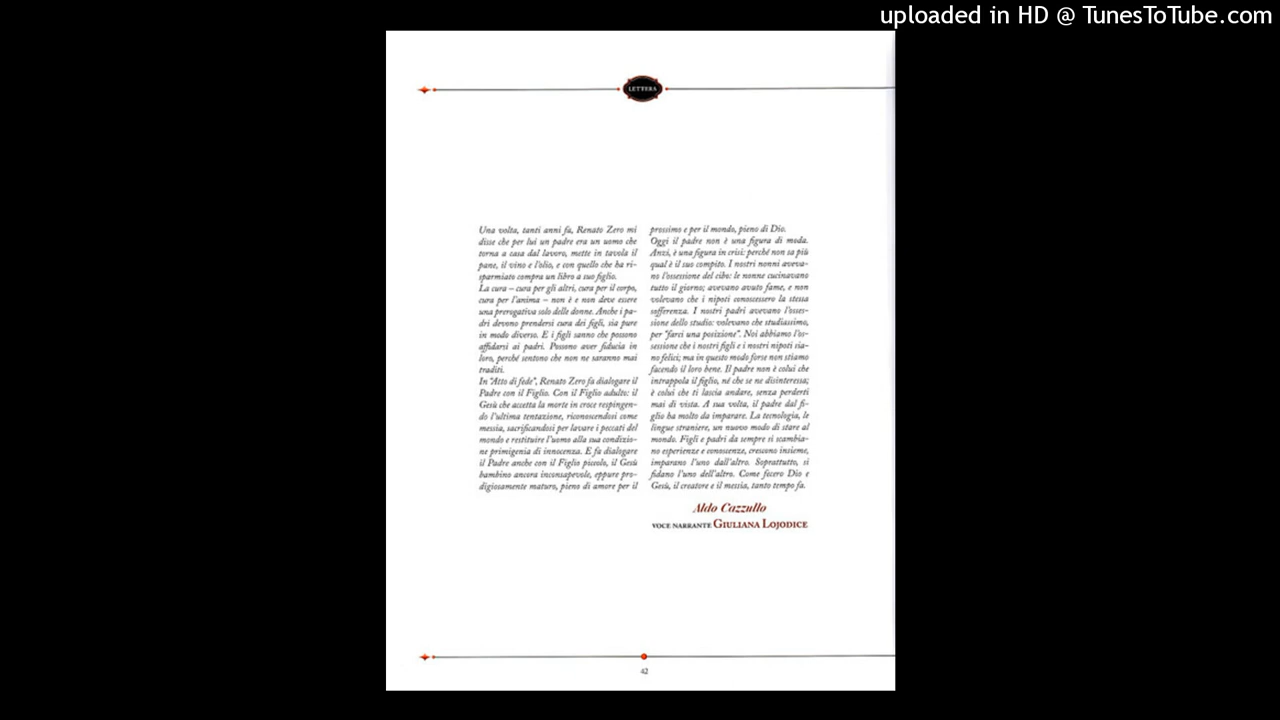 uploaded in HD @ TunesToTube.com
LETTERA
Una volta, tanti anni fa, Renato Zero mi
disse che per lui un padre era un uomo che
torna a casa dal lavoro, mette in tavola il
pane, il vino e l'olio, e con quello che ha ri-
sparmiato compra un libro a suo figlio.
La cura – cura per gli altri, cura per il corpo,
cura per l'anima – non è e non deve essere
una prerogativa solo delle donne. Anche i pa-
dri devono prendersi cura dei figli, sia pure
in modo diverso. E i figli sanno che possono
affidarsi ai padri. Possono aver fiducia in
loro, perché sentono che non ne saranno mai
traditi.
In "Atto di fede", Renato Zero fa dialogare il
Padre con il Figlio. Con il Figlio adulto: il
Gesù che accetta la morte in croce respingen-
do l'ultima tentazione, riconoscendosi come
messia, sacrificandosi per lavare i peccati del
mondo e restituire l'uomo alla sua condizio-
ne primigenia di innocenza. E fa dialogare
il Padre anche con il Figlio piccolo, il Gesù
bambino ancora inconsapevole, eppure pro-
digiosamente maturo, pieno di amore per il
prossimo e per il mondo, pieno di Dio.
Oggi il padre non è una figura di moda.
Anzi, è una figura in crisi: perché non sa più
qual è il suo compito. I nostri nonni aveva-
no l'ossessione del cibo: le nonne cucinavano
tutto il giorno; avevano avuto fame, e non
volevano che i nipoti conoscessero la stessa
sofferenza. I nostri padri avevano l'osses-
sione dello studio: volevano che studiassimo,
per "farci una posizione". Noi abbiamo l'os-
sessione che i nostri figli e i nostri nipoti sia-
no felici; ma in questo modo forse non stiamo
facendo il loro bene. Il padre non è colui che
intrappola il figlio, né che se ne disinteressa;
è colui che ti lascia andare, senza perderti
mai di vista. A sua volta, il padre dal fi-
glio ha molto da imparare. La tecnologia, le
lingue straniere, un nuovo modo di stare al
mondo. Figli e padri da sempre si scambia-
no esperienze e conoscenze, crescono insieme,
imparano l'uno dall'altro. Soprattutto, si
fidano l'uno dell'altro. Come fecero Dio e
Gesù, il creatore e il messia, tanto tempo fa.
Aldo Cazzullo
VOCE NARRANTE GIULIANA LOJODICE
42